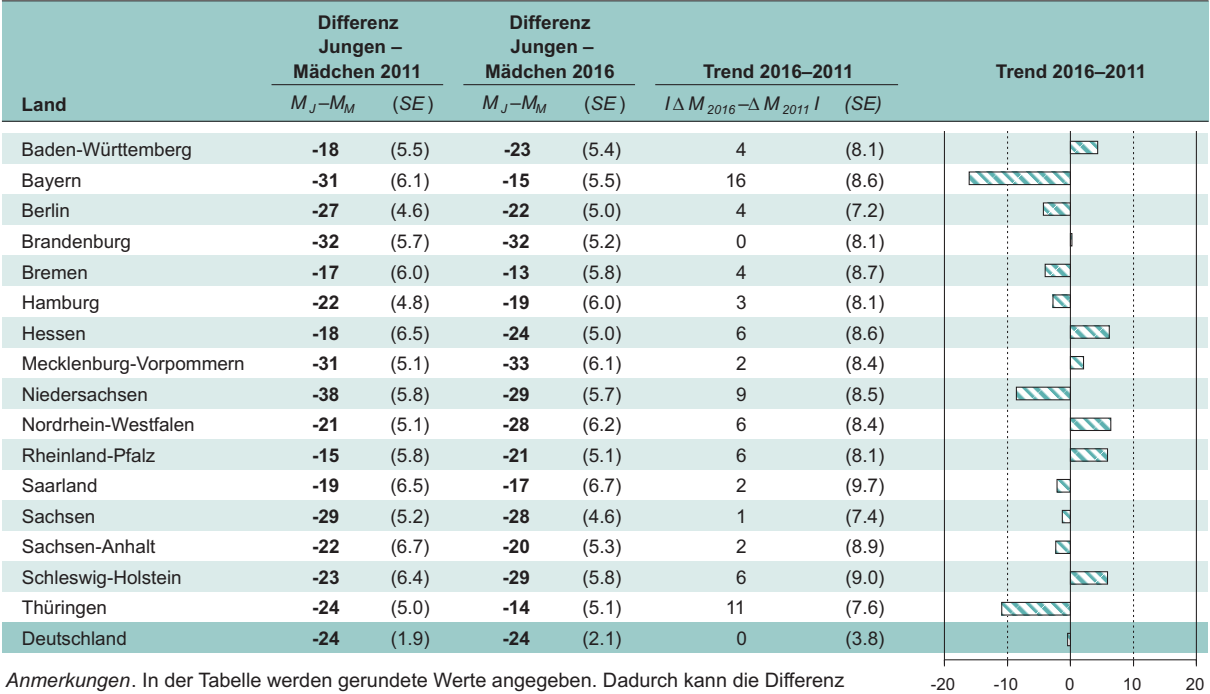 Differenz Jungen – Mädchen 2011 Differenz Jungen – Mädchen 2016 Trend 2016–2011 Trend 2016–2011
Land M_J–M_M (SE) M_J–M_M (SE) I Δ M_2016–Δ M_2011 I (SE)
Baden-Württemberg -18 (5.5) -23 (5.4) 4 (8.1)
Bayern -31 (6.1) -15 (5.5) 16 (8.6)
Berlin -27 (4.6) -22 (5.0) 4 (7.2)
Brandenburg -32 (5.7) -32 (5.2) 0 (8.1)
Bremen -17 (6.0) -13 (5.8) 4 (8.7)
Hamburg -22 (4.8) -19 (6.0) 3 (8.1)
Hessen -18 (6.5) -24 (5.0) 6 (8.6)
Mecklenburg-Vorpommern -31 (5.1) -33 (6.1) 2 (8.4)
Niedersachsen -38 (5.8) -29 (5.7) 9 (8.5)
Nordrhein-Westfalen -21 (5.1) -28 (6.2) 6 (8.4)
Rheinland-Pfalz -15 (5.8) -21 (5.1) 6 (8.1)
Saarland -19 (6.5) -17 (6.7) 2 (9.7)
Sachsen -29 (5.2) -28 (4.6) 1 (7.4)
Sachsen-Anhalt -22 (6.7) -20 (5.3) 2 (8.9)
Schleswig-Holstein -23 (6.4) -29 (5.8) 6 (9.0)
Thüringen -24 (5.0) -14 (5.1) 11 (7.6)
Deutschland -24 (1.9) -24 (2.1) 0 (3.8)
Anmerkungen. In der Tabelle werden gerundete Werte angegeben. Dadurch kann die Differenz
-20 -10 0 10 20